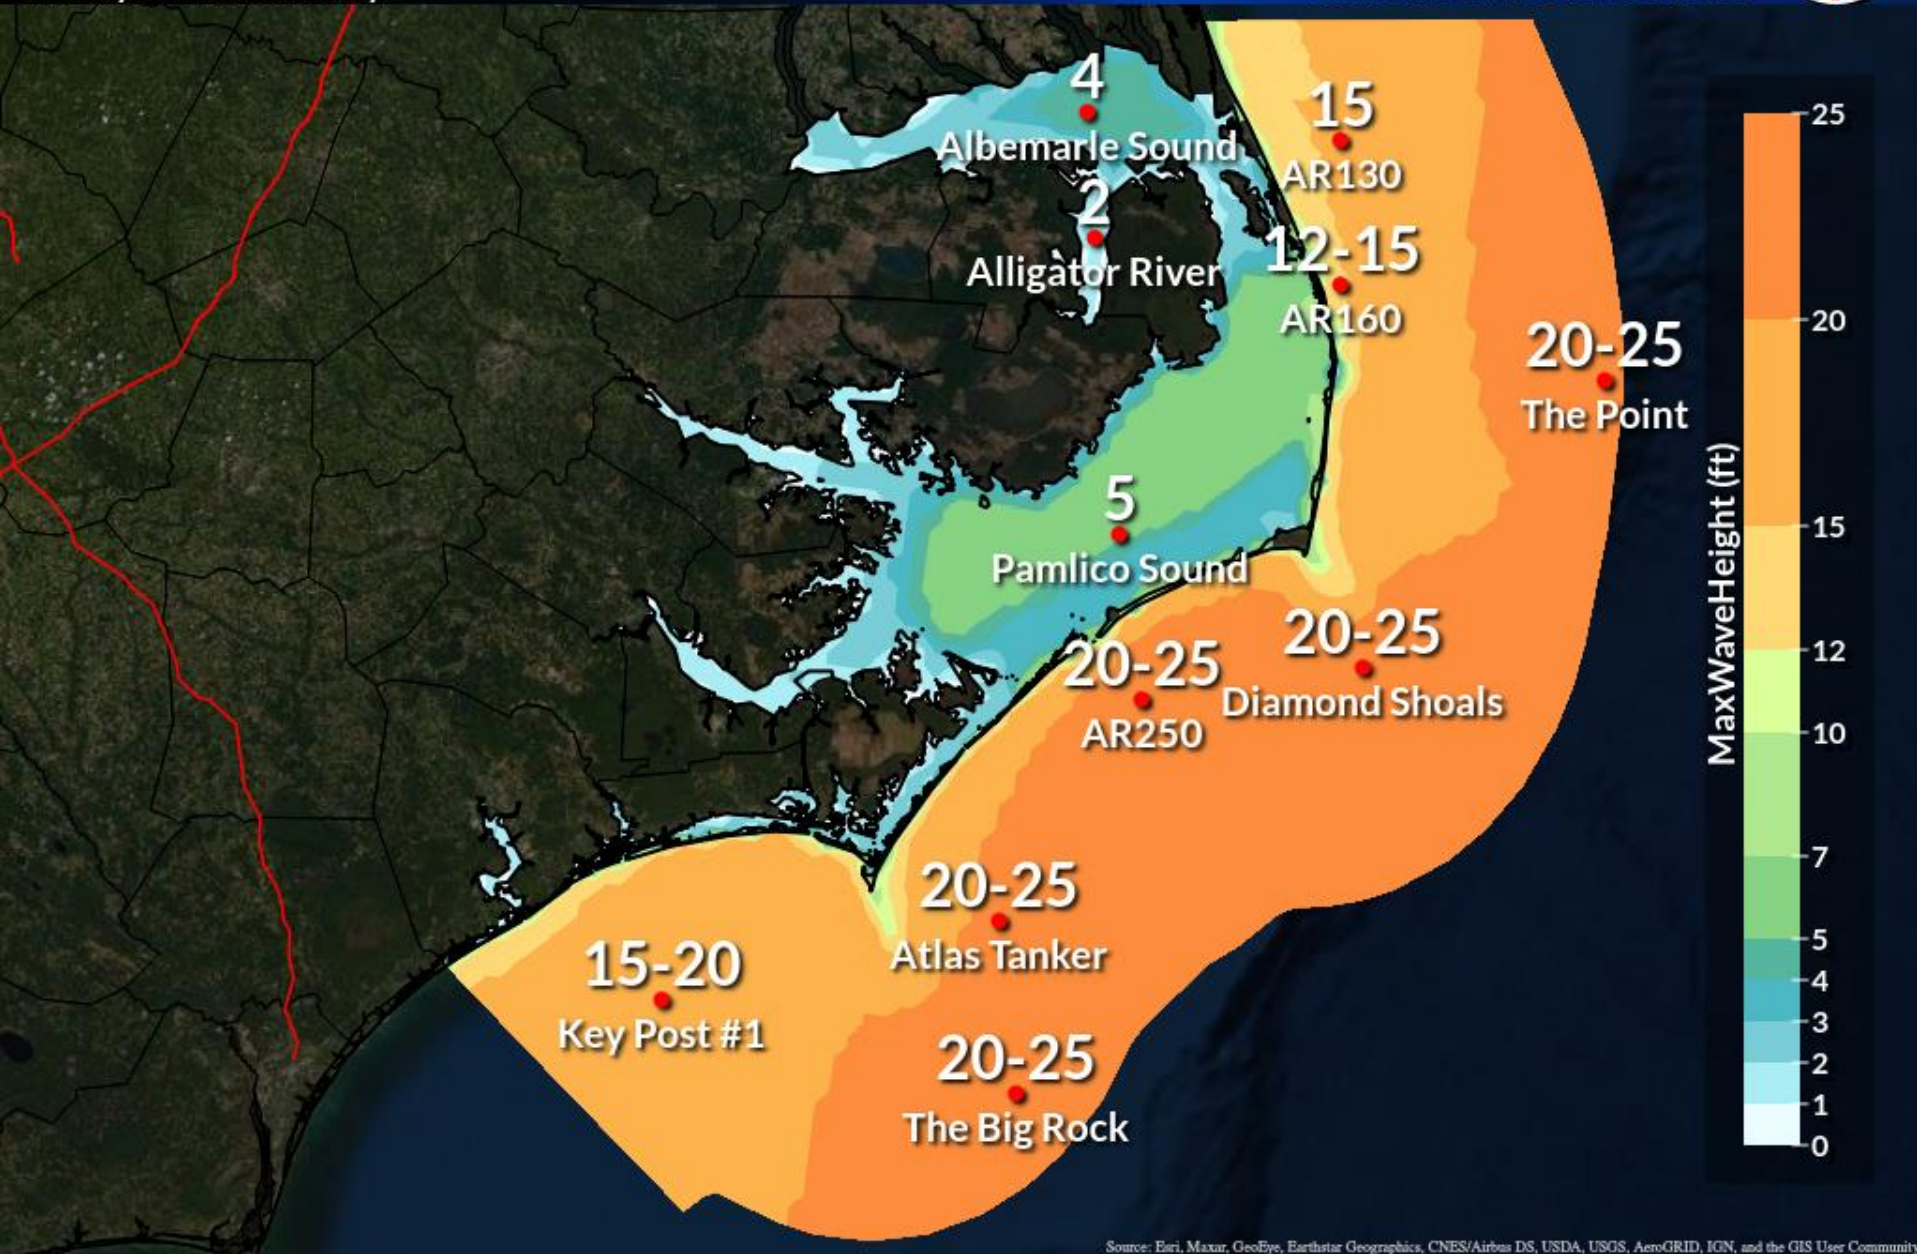 4
Albemarle Sound
15
AR130
2
Alligator River
12-15
AR160
20-25
The Point
5
Pamlico Sound
20-25
Diamond Shoals
20-25
AR250
20-25
Atlas Tanker
15-20
Key Post #1
20-25
The Big Rock
MaxWaveHeight (ft)
25
20
15
12
10
7
5
4
3
2
1
0
Source: Esri, Maxar, GeoEye, Earthstar Geographics, CNES/Airbus DS, USDA, USGS, AeroGRID, IGN, and the GIS User Community